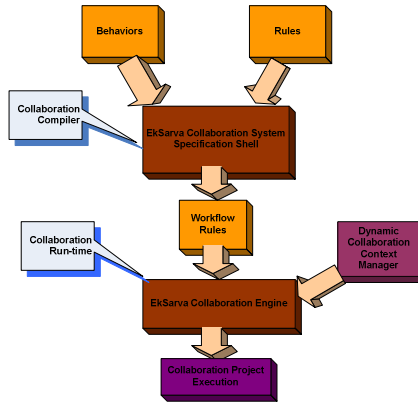 Behaviors
Rules
Collaboration
Compiler
EkSarva Collaboration System
Specification Shell
Workflow
Rules
Collaboration
Run-time
Dynamic
Collaboration
Context
Manager
EkSarva Collaboration Engine
Collaboration Project
Execution